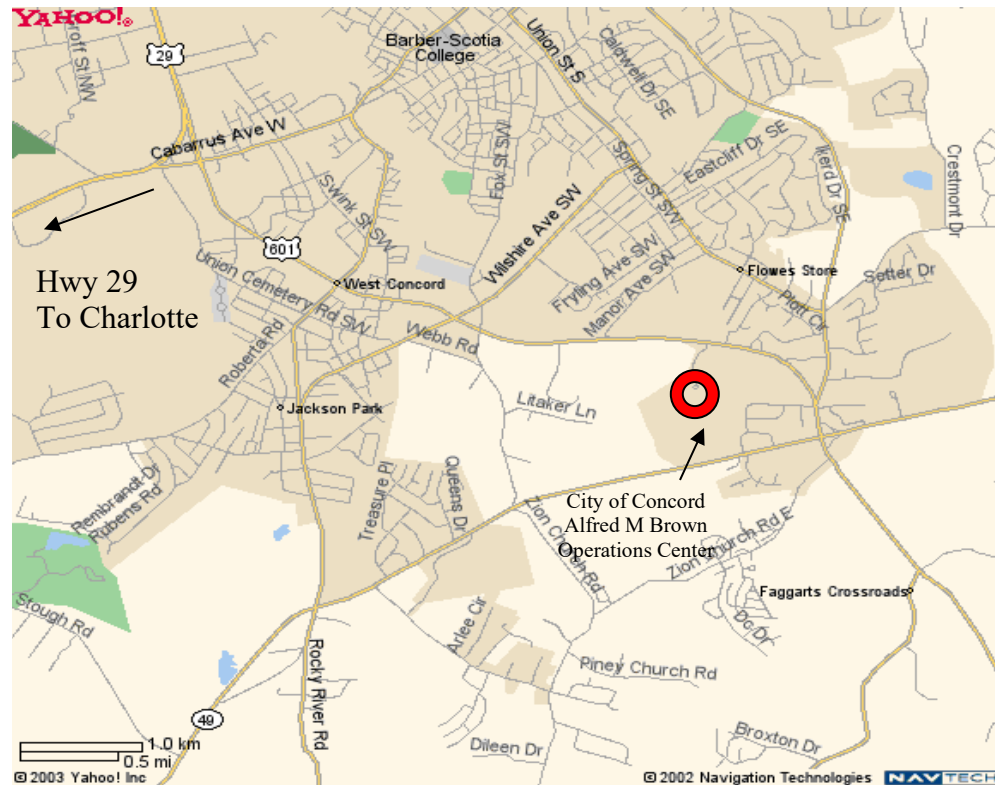 YAHOO!®
Groff St NW
29
Barber-Scotia
College
Union St S
Caldwell Dr SE
Cabarrus Ave W
Fox St SW
Spring St SW
Eastcliff Dr SE
Ikerd Dr SE
Crestmont Dr
Swink St SW
Wilshire Ave SW
601
Hwy 29
To Charlotte
Union Cemetery Rd SW
West Concord
Fryling Ave SW
Manor Ave SW
Flowes Store
Setter Dr
Plott Cir
Roberta Rd
Webb Rd
Jackson Park
Litaker Ln
Rembrandt Dr
Rubens Rd
Treasure Pl
Queens Dr
City of Concord
Alfred M Brown
Operations Center
Zion Church Rd
Zion Church Rd E
Faggarts Crossroads
Stough Rd
Arlee Cir
Dc Dr
Rocky River Rd
Piney Church Rd
49
Dileen Dr
Broxton Dr
1.0 km
0.5 mi
© 2003 Yahoo! Inc
© 2002 Navigation Technologies
NAVTECH